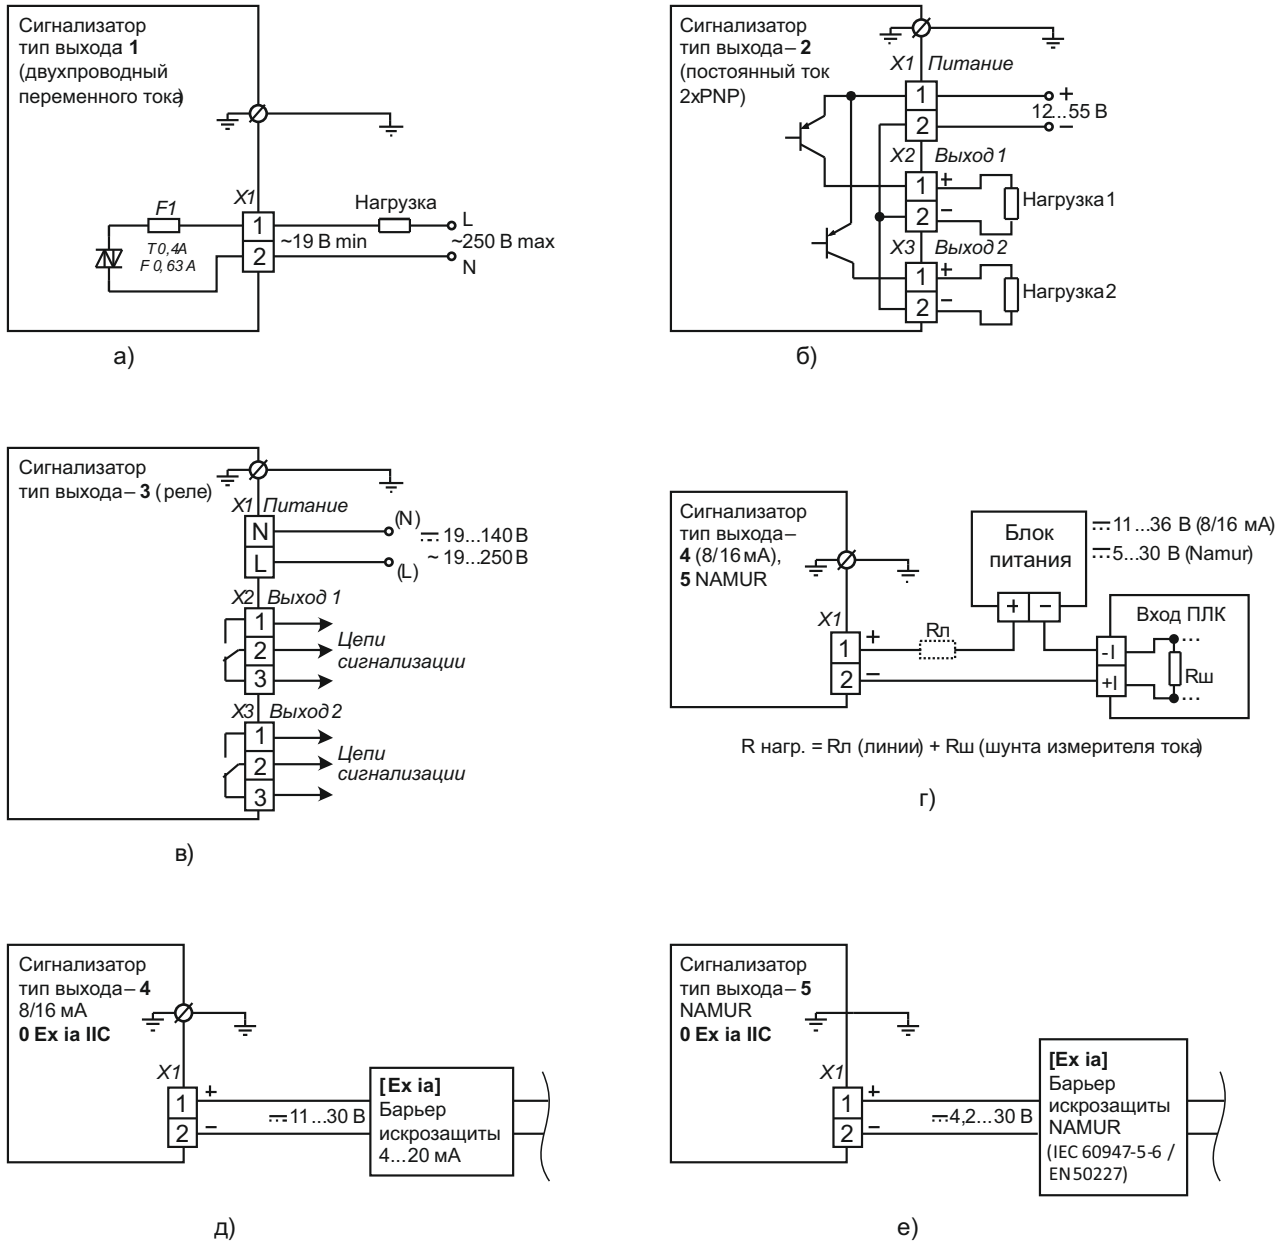 Сигнализатор
тип выхода 1
(двухпроводный
переменного тока)
X1
F1
T 0,4A
F 0,63 A
1
2
Нагрузка
L
~19 В min
~250 В max
N
а)
Сигнализатор
тип выхода– 2
(постоянный ток
2xPNP)
X1 Питание
1
2
+
12...55 В
–
X2 Выход 1
1
2
+
–
Нагрузка 1
X3 Выход 2
1
2
+
–
Нагрузка 2
б)
Сигнализатор
тип выхода– 3 (реле)
X1 Питание
N
L
(N)
19...140 В
~ 19...250 В
(L)
X2 Выход 1
1
2
3
Цепи
сигнализации
X3 Выход 2
1
2
3
Цепи
сигнализации
в)
Сигнализатор
тип выхода–
4 (8/16 мА),
5 NAMUR
X1
1
2
+
–
Rл
Блок
питания
+ –
11...36 В (8/16 мА)
5...30 В (Namur)
Вход ПЛК
-I
+I
...
Rш
...
R нагр. = Rл (линии) + Rш (шунта измерителя тока)
г)
Сигнализатор
тип выхода– 4
8/16 мА
0 Ex ia IIC
X1
1
2
+
–
11...30 В
[Ex ia]
Барьер
искрозащиты
4...20 мА
д)
Сигнализатор
тип выхода– 5
NAMUR
0 Ex ia IIC
X1
1
2
+
–
4,2...30 В
[Ex ia]
Барьер
искрозащиты
NAMUR
(IEC 60947-5-6 /
EN 50227)
е)